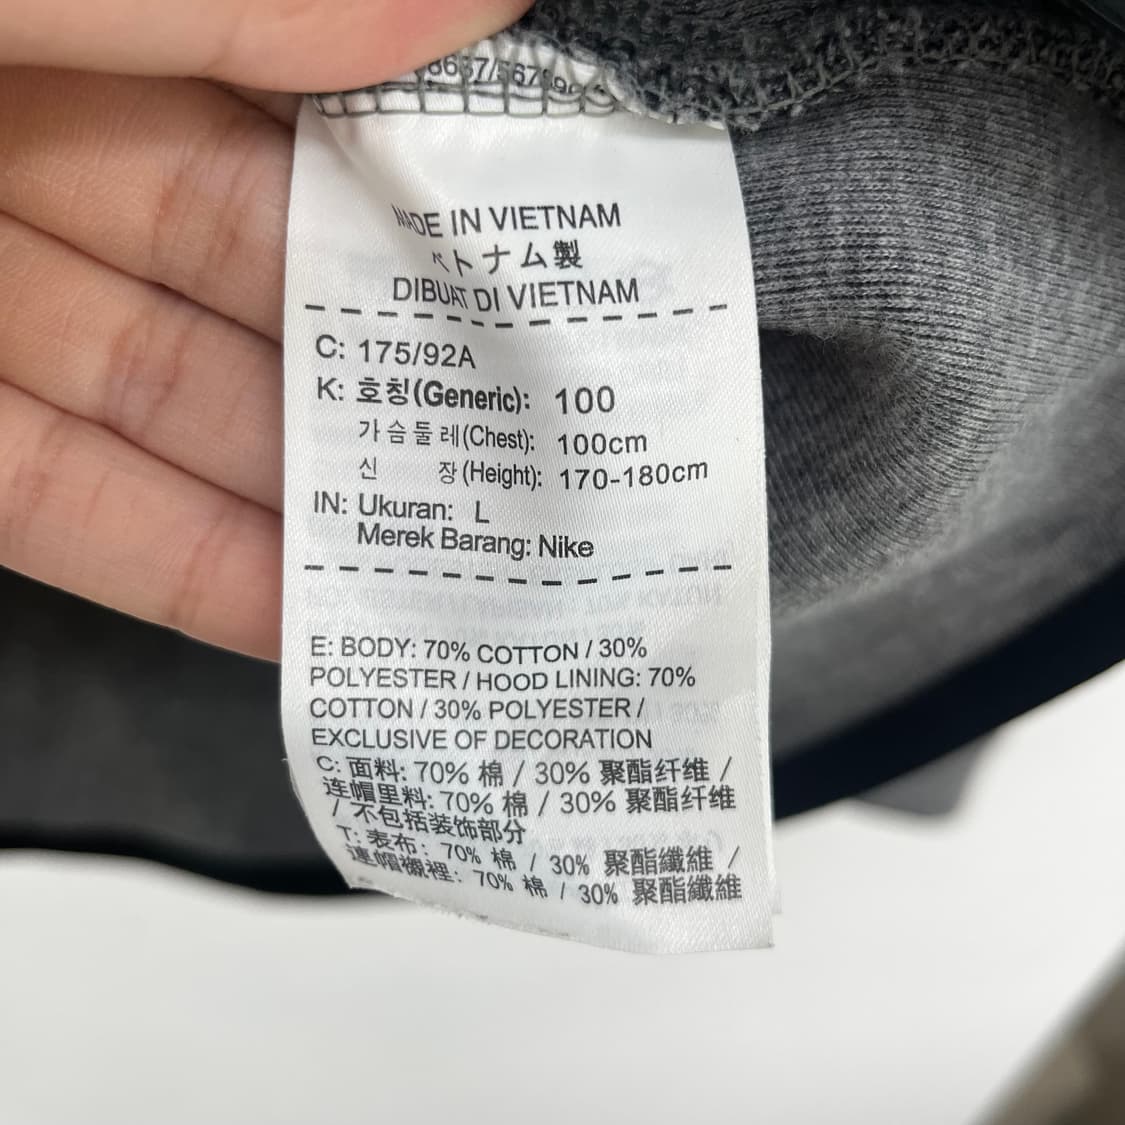 MADE IN VIETNAM
ベトナム製
DIBUAT DI VIETNAM
C: 175/92A
K: 호칭(Generic): 100
가슴둘레(Chest): 100cm
신 장(Height): 170-180cm
IN: Ukuran: L
Merek Barang: Nike
E: BODY: 70% COTTON / 30%
POLYESTER / HOOD LINING: 70%
COTTON / 30% POLYESTER /
EXCLUSIVE OF DECORATION
C: 面料: 70% 棉 / 30% 聚酯纤维 /
连帽里料: 70% 棉 / 30% 聚酯纤维
/ 不包括装饰部分
T: 表布: 70% 棉 / 30% 聚酯纖維 /
連帽襯裡: 70% 棉 / 30% 聚酯纖維